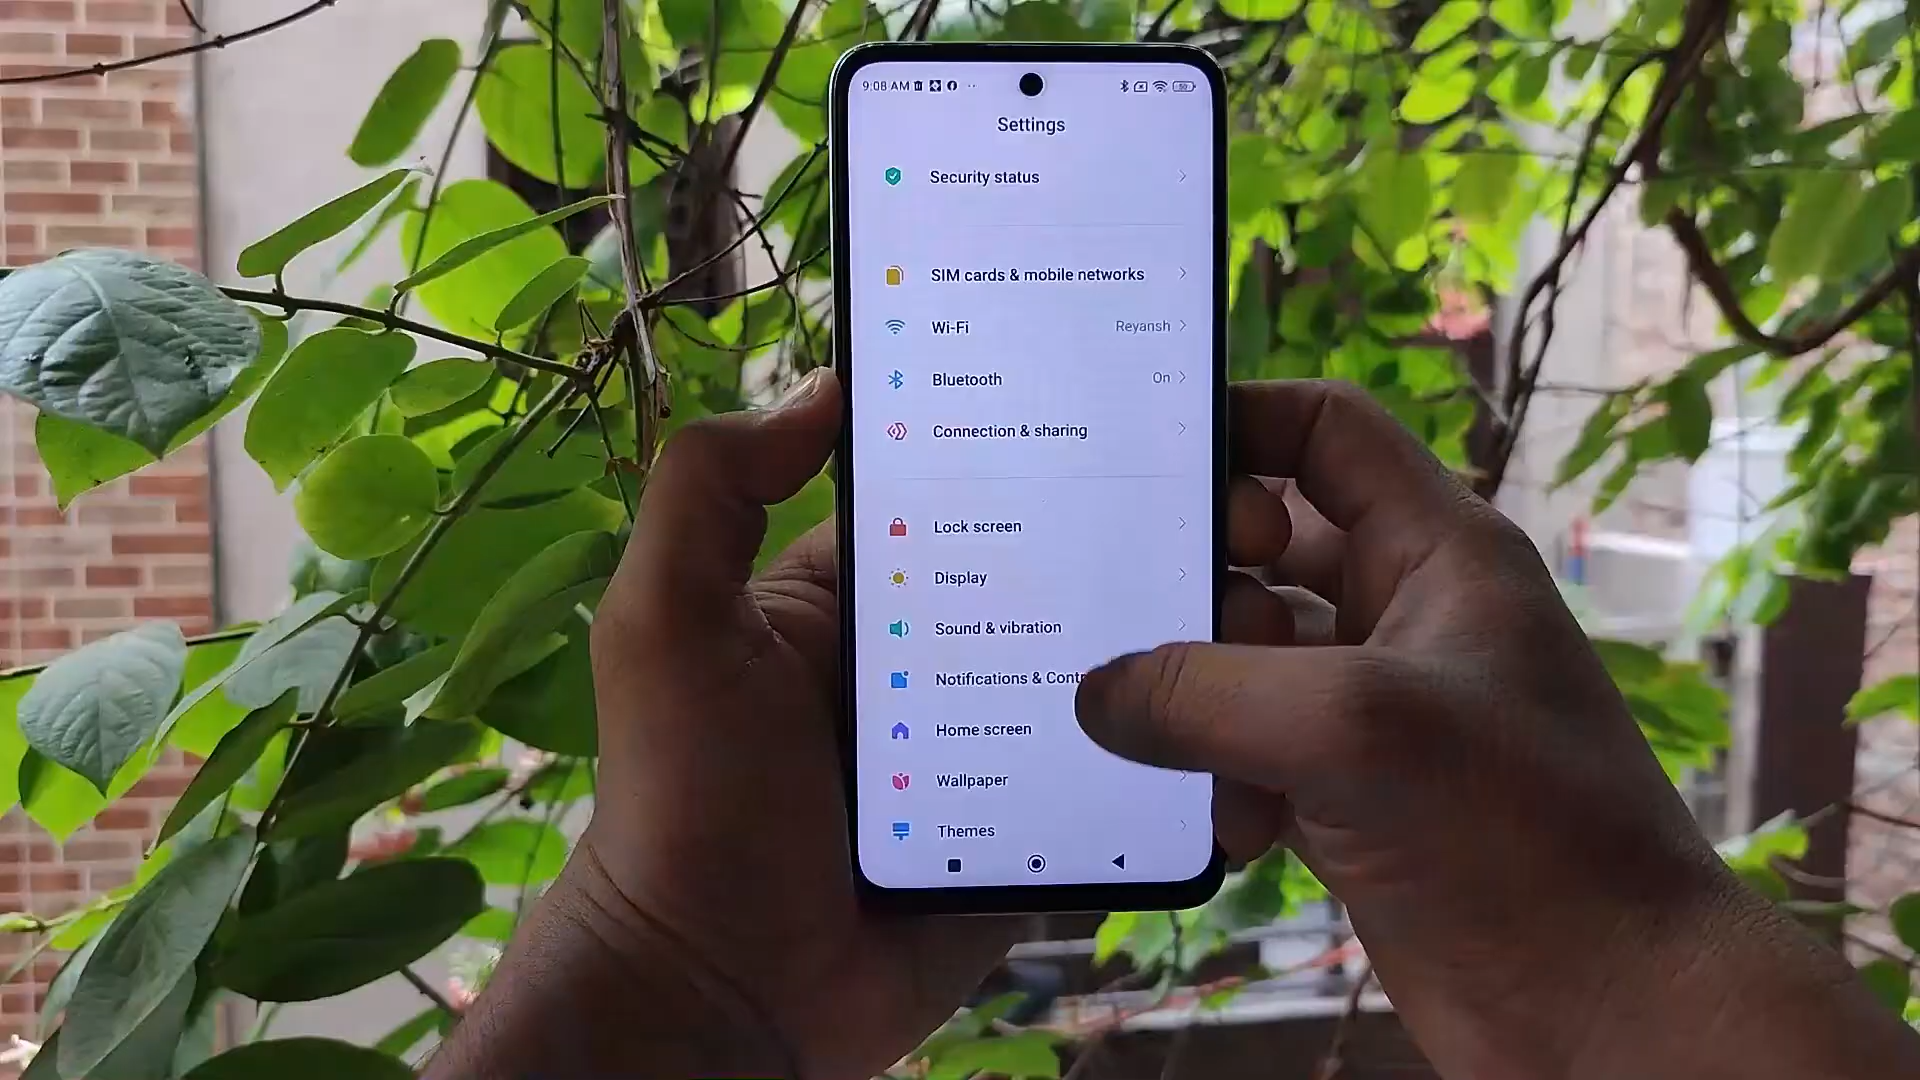 9:08 AM
50
Settings
Security status
SIM cards & mobile networks
Wi-Fi Reyansh
Bluetooth On
Connection & sharing
Lock screen
Display
Sound & vibration
Notifications & Contr
Home screen
Wallpaper
Themes